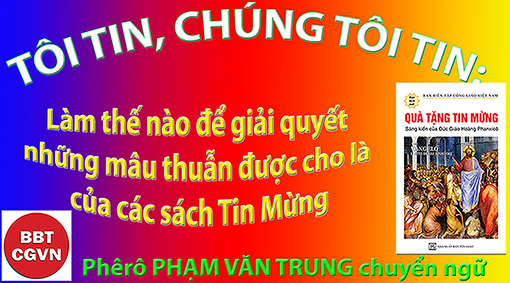 TÔI TIN, CHÚNG TÔI TIN:
Làm thế nào để giải quyết
những mâu thuẫn được cho là
của các sách Tin Mừng
BAN BIÊN TẬP CÔNG GIÁO VIỆT NAM
QUÀ TẶNG TIN MỪNG
Sáng kiến của Đức Giáo Hoàng Phanxicô
VANGELO
BBT
CGVN
Phêrô PHẠM VĂN TRUNG chuyển ngữ